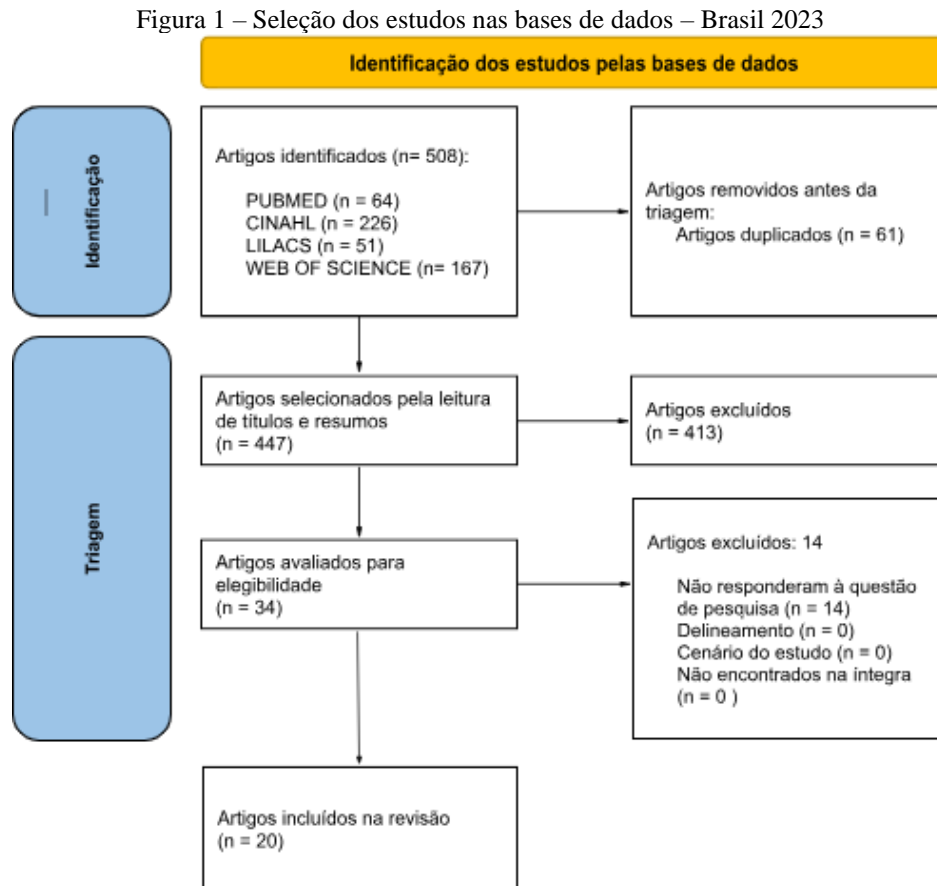 Figura 1 – Seleção dos estudos nas bases de dados – Brasil 2023
Identificação dos estudos pelas bases de dados
Identificação
Artigos identificados (n= 508):
PUBMED (n = 64)
CINAHL (n = 226)
LILACS (n = 51)
WEB OF SCIENCE (n= 167)
Artigos removidos antes da
triagem:
Artigos duplicados (n = 61)
Triagem
Artigos selecionados pela leitura
de títulos e resumos
(n = 447)
Artigos excluídos
(n = 413)
Artigos avaliados para
elegibilidade
(n = 34)
Artigos excluídos: 14
Não responderam à questão
de pesquisa (n = 14)
Delineamento (n = 0)
Cenário do estudo (n = 0)
Não encontrados na íntegra
(n = 0 )
Artigos incluídos na revisão
(n = 20)